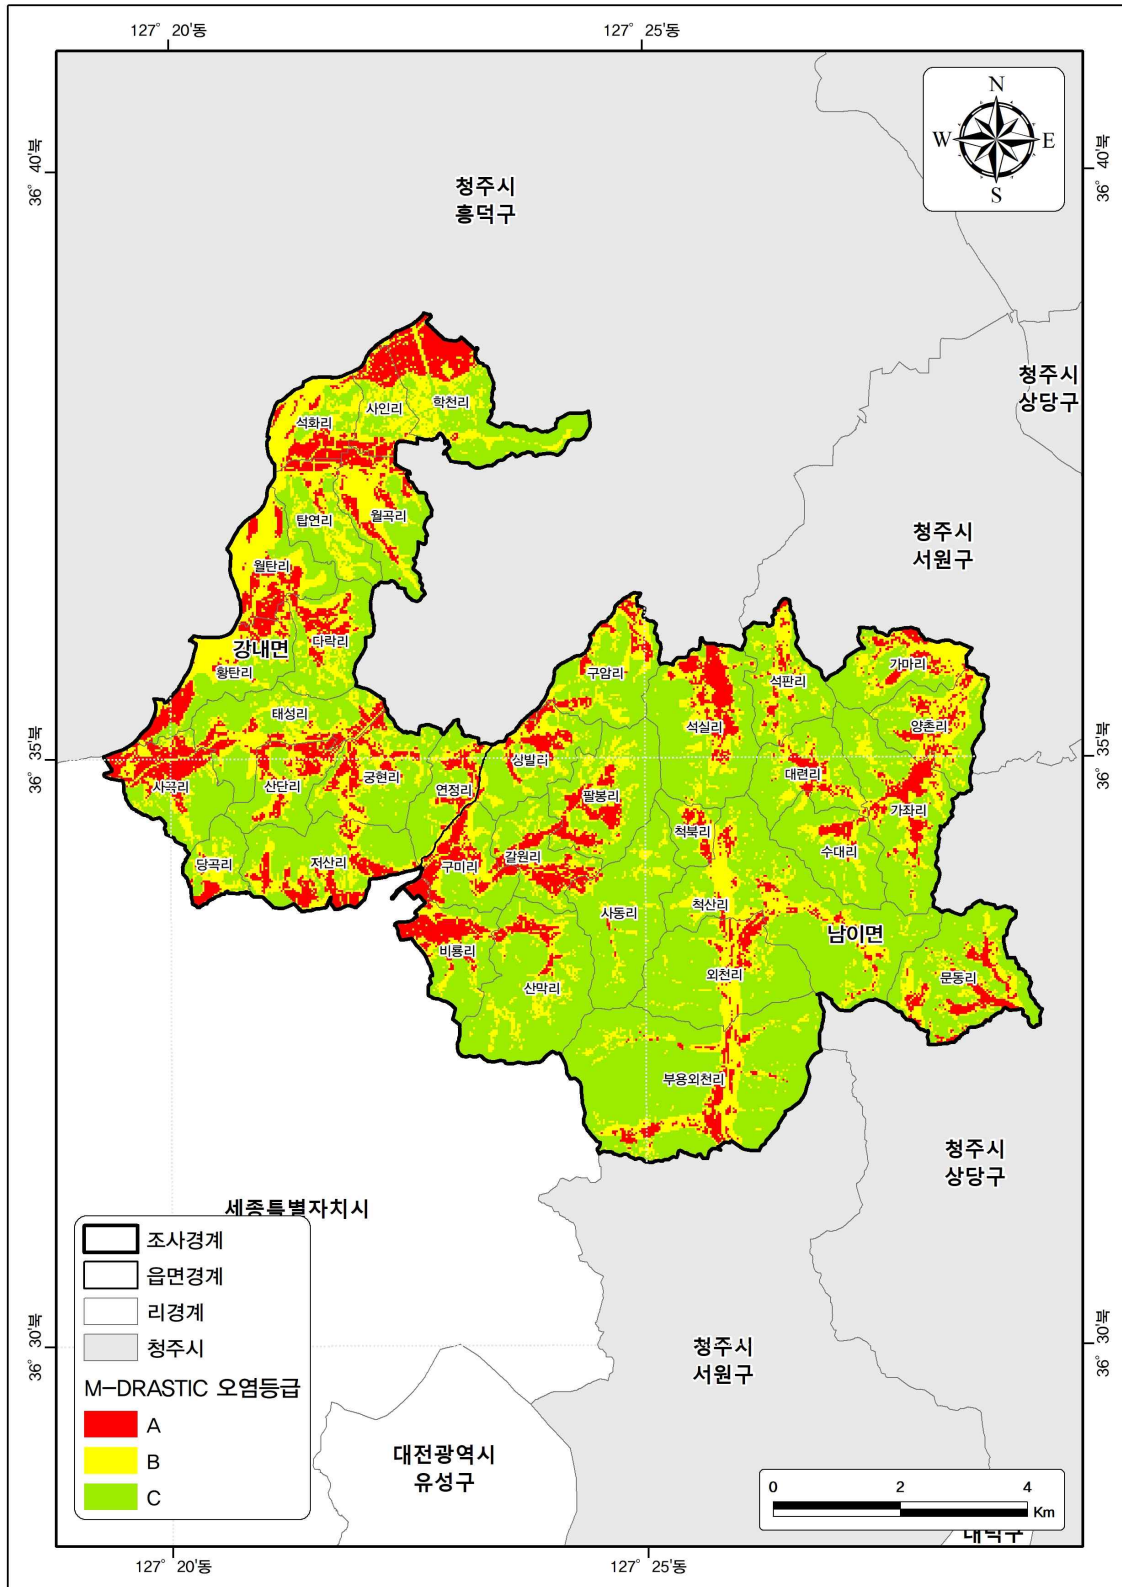 127° 20'동
127° 25'동
36° 40'북
36° 40'북
N
W
E
S
청주시
흥덕구
청주시
상당구
청주시
서원구
사인리
학천리
석화리
탑연리
월곡리
월탄리
다락리
강내면
황탄리
태성리
사곡리
산단리
궁현리
연정리
당곡리
저산리
구암리
석판리
가마리
석실리
양촌리
상발리
대련리
팔봉리
가좌리
척북리
수대리
갈원리
구미리
사동리
척산리
남이면
비룡리
외천리
문동리
산막리
부용외천리
36° 35'북
36° 35'북
청주시
상당구
세종특별자치시
조사경계
읍면경계
리경계
청주시
M-DRASTIC 오염등급
A
B
C
36° 30'북
36° 30'북
청주시
서원구
대전광역시
유성구
0
2
4
Km
대덕구
127° 20'동
127° 25'동